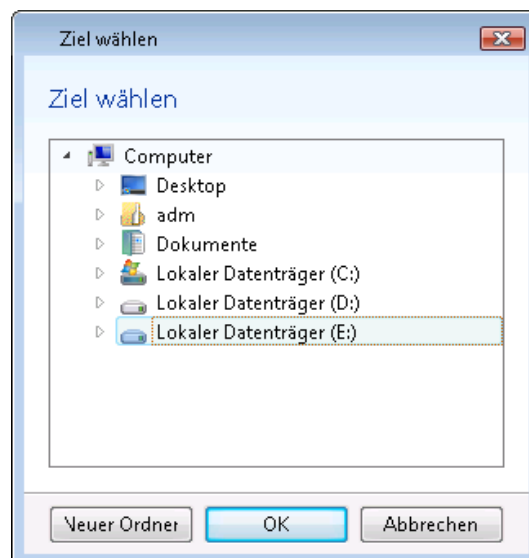 Ziel wählen
Ziel wählen
Computer
Desktop
adm
Dokumente
Lokaler Datenträger (C:)
Lokaler Datenträger (D:)
Lokaler Datenträger (E:)
Neuer Ordner OK Abbrechen